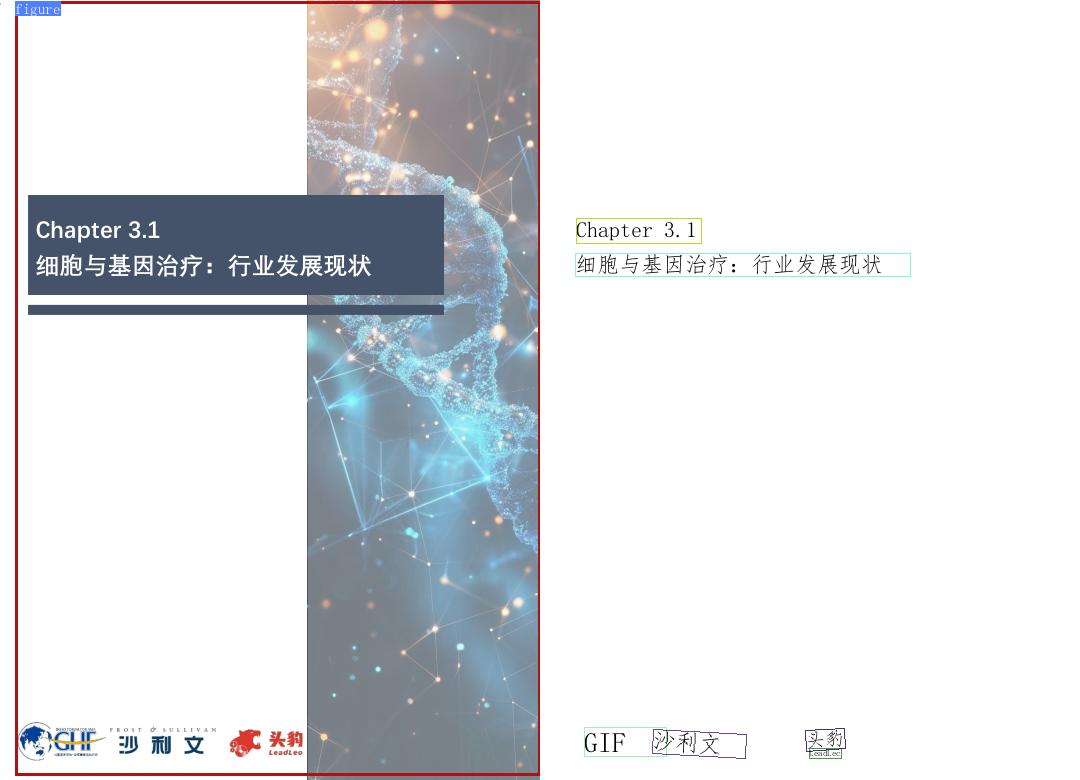 figure
Chapter 3.1
细胞与基因治疗：行业发展现状
GHF
FROST & SULLIVAN
沙利文
头豹
LeadLeo
Chapter 3.1
细胞与基因治疗：行业发展现状
GIF
沙利文
头豹
LeadLeo